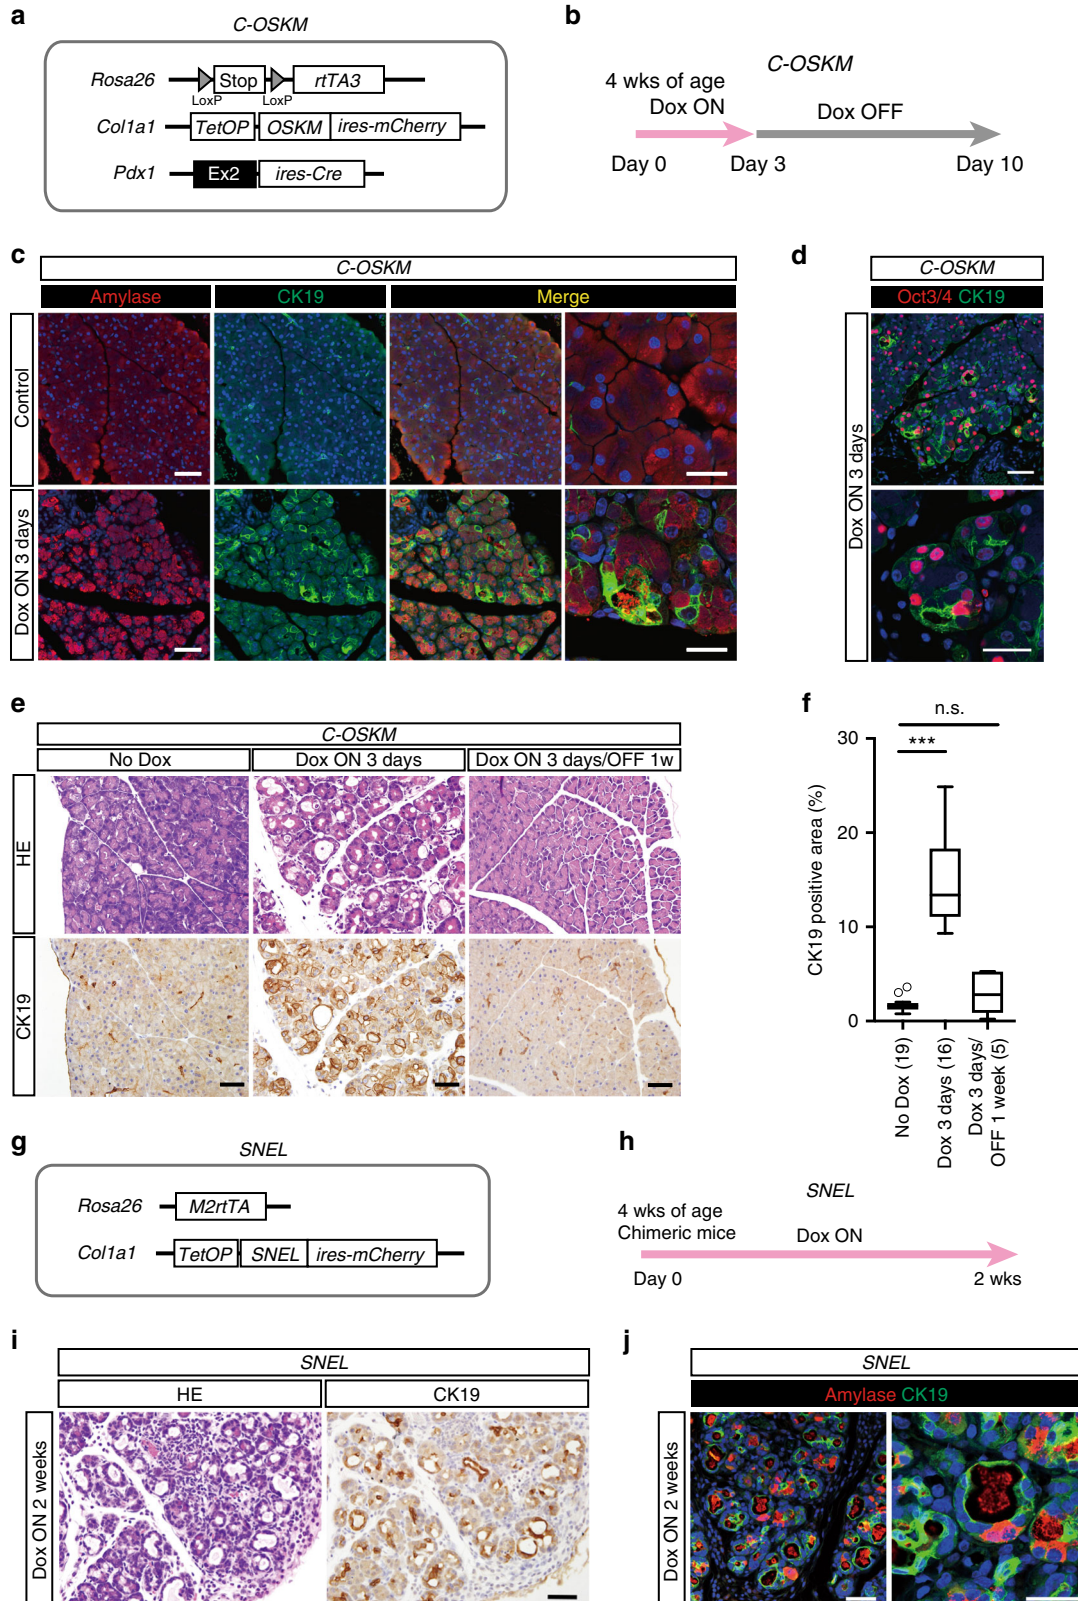 a
C-OSKM
Rosa26 Stop rtTA3
LoxP LoxP
Col1a1 TetOP OSKM ires-mCherry
Pdx1 Ex2 ires-Cre
b
C-OSKM
4 wks of age
Dox ON Dox OFF
Day 0 Day 3 Day 10
c
C-OSKM
Amylase CK19 Merge
Control
Dox ON 3 days
d
C-OSKM
Oct3/4 CK19
Dox ON 3 days
e
C-OSKM
No Dox Dox ON 3 days Dox ON 3 days/OFF 1w
HE
CK19
f
n.s.
***
30
20
10
0
CK19 positive area (%)
No Dox (19)
Dox 3 days (16)
Dox 3 days/
OFF 1 week (5)
g
SNEL
Rosa26 M2rtTA
Col1a1 TetOP SNEL ires-mCherry
h
SNEL
4 wks of age
Chimeric mice Dox ON
Day 0 2 wks
i
SNEL
HE CK19
Dox ON 2 weeks
j
SNEL
Amylase CK19
Dox ON 2 weeks